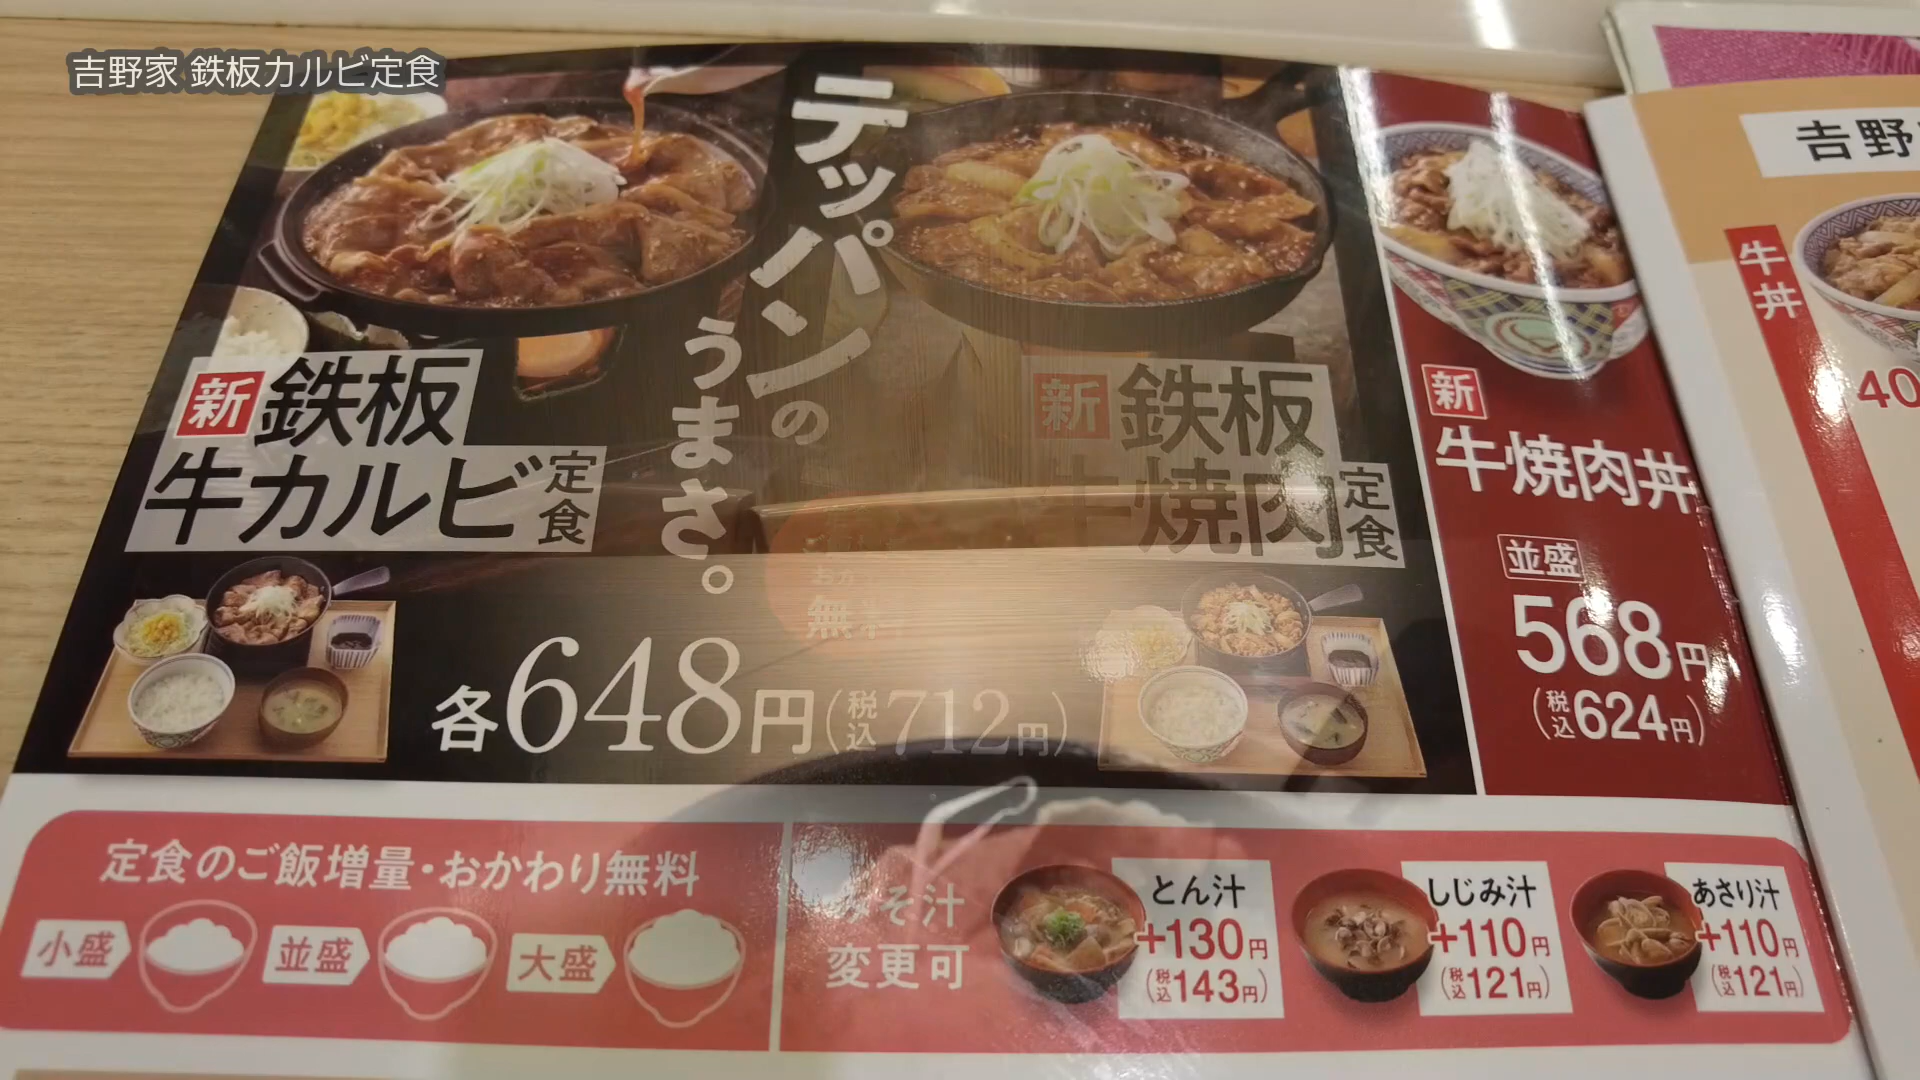 吉野家 鉄板カルビ定食
テッパンの
うまさ。
新 鉄板
牛カルビ定食
新 鉄板
牛焼肉定食
各648円(税込712円)
新
牛焼肉丼
並盛
568円
(税込624円)
吉野
牛丼
40
定食のご飯増量・おかわり無料
小盛 並盛 大盛
みそ汁
変更可
とん汁
+130円
(税込143円)
しじみ汁
+110円
(税込121円)
あさり汁
+110円
(税込121円)